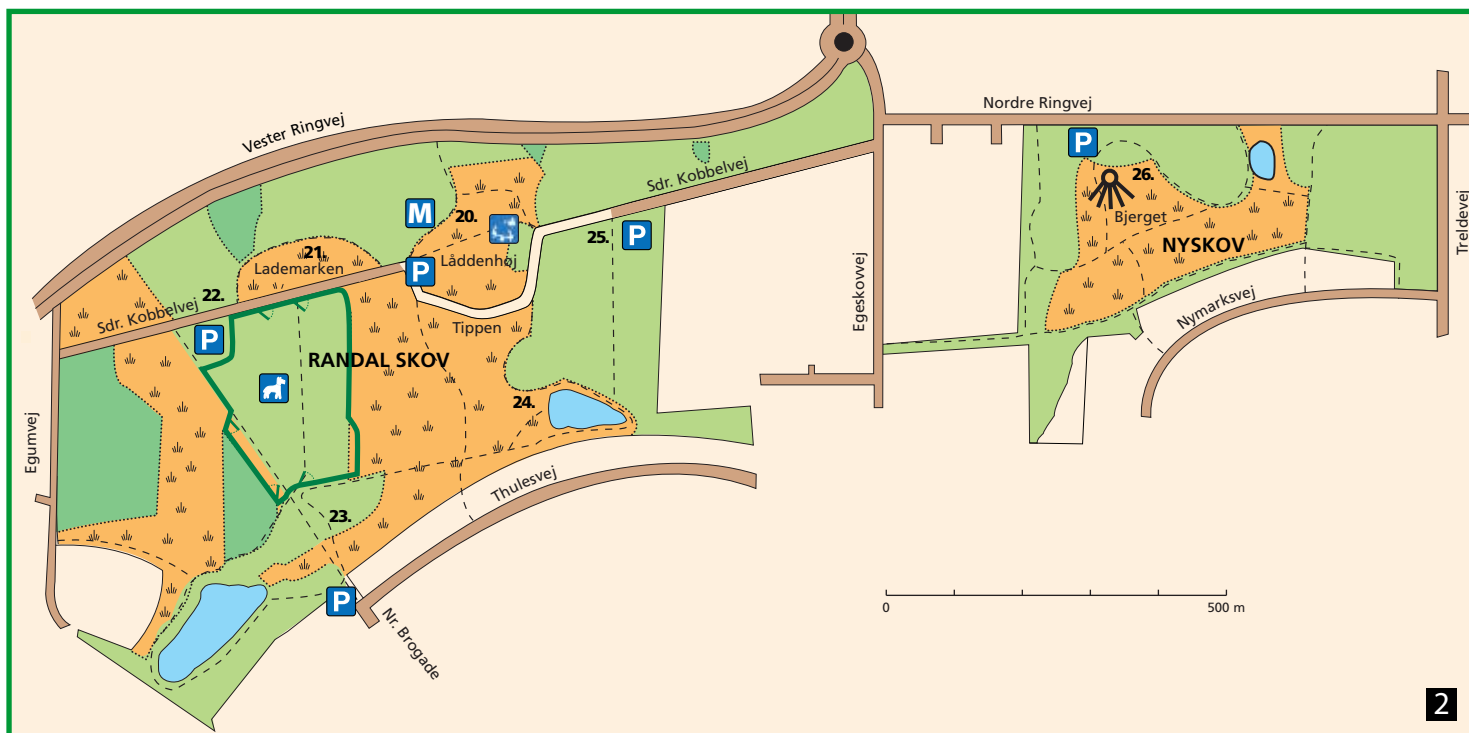 Vester Ringvej
Nordre Ringvej
P
26.
Bjerget
NYSKOV
Treldevej
Sdr. Kobbelvej
M
20.
25.
P
21.
Lademarken
Låddenhøj
P
Egeskovvej
22.
Sdr. Kobbelvej
P
Tippen
Nymarksvej
RANDAL SKOV
24.
Egumvej
Thulesvej
23.
P
Nr. Brogade
0
500 m
2